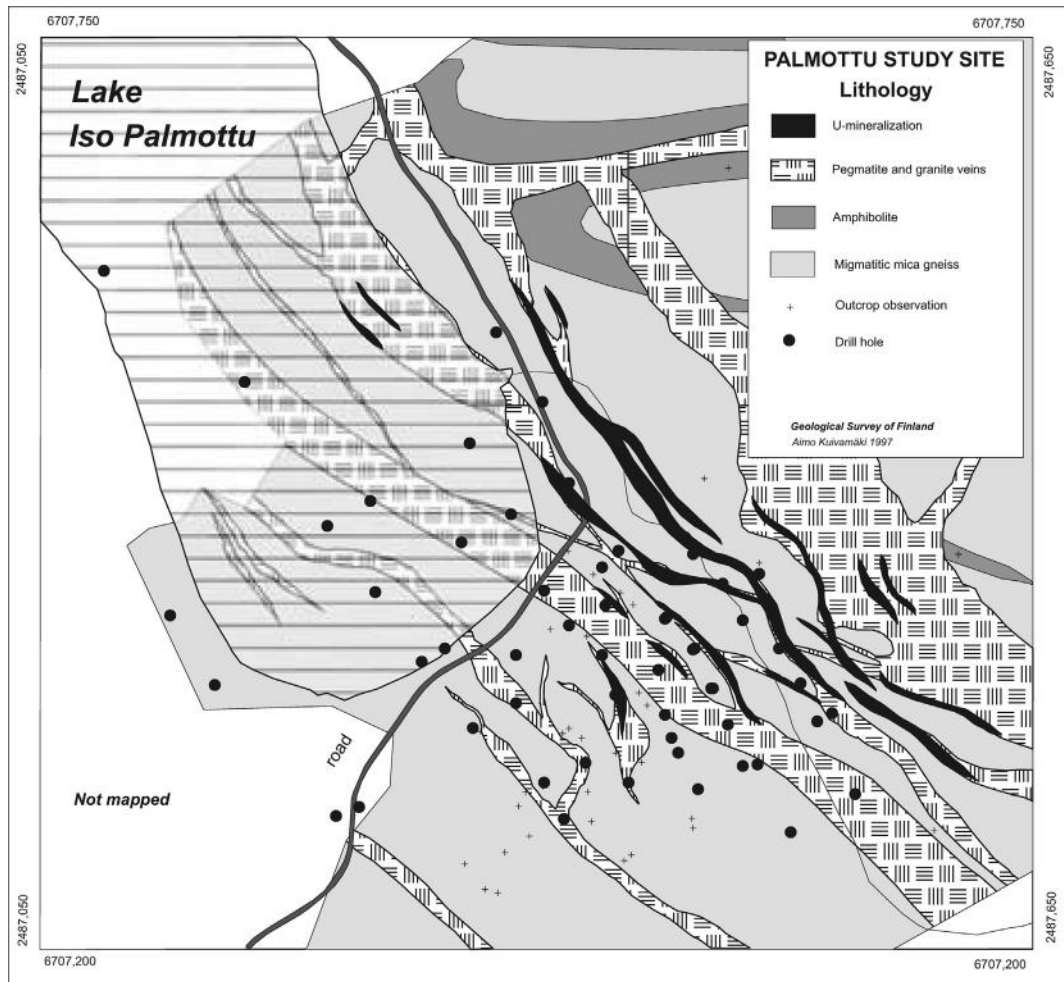 6707,750
6707,750
2487,050
2487,650
Lake
Iso Palmottu
PALMOTTU STUDY SITE
Lithology
U-mineralization
Pegmatite and granite veins
Amphibolite
Migmatitic mica gneiss
Outcrop observation
Drill hole
Geological Survey of Finland
Aimo Kuivamäki 1997
road
Not mapped
2487,050
2487,650
6707,200
6707,200